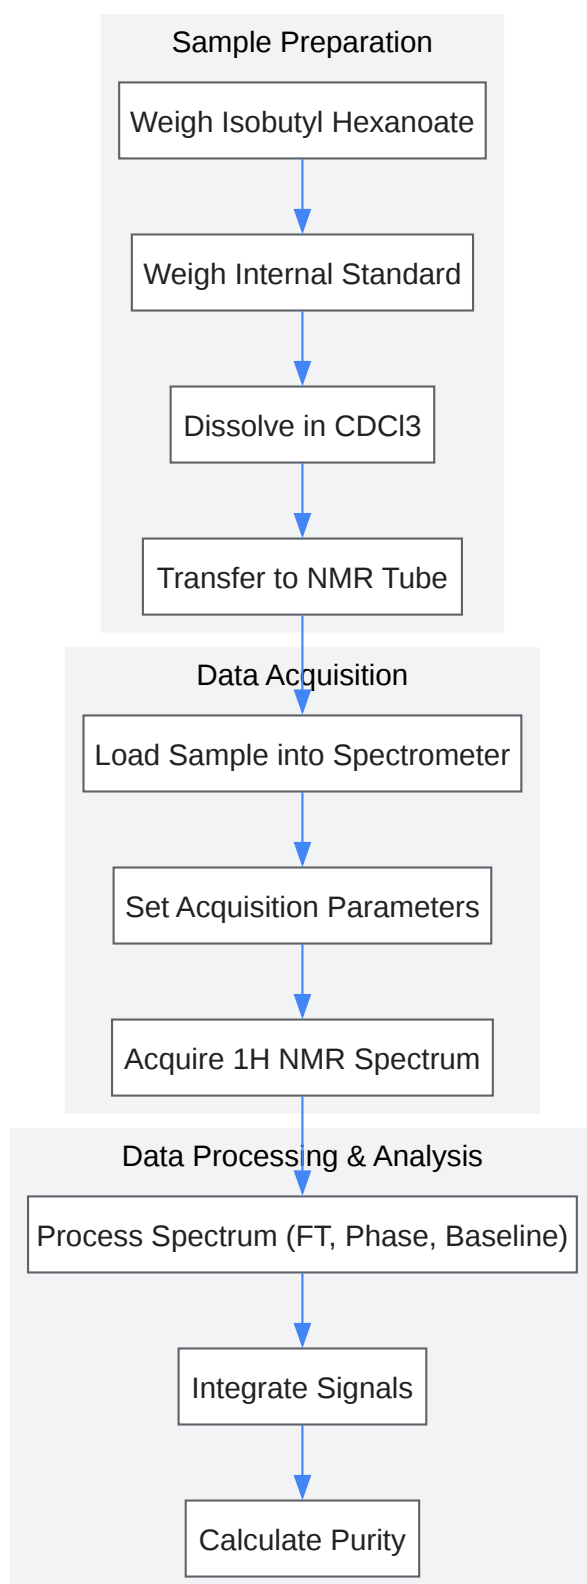 Sample Preparation
Weigh Isobutyl Hexanoate
Weigh Internal Standard
Dissolve in CDCl3
Transfer to NMR Tube
Data Acquisition
Load Sample into Spectrometer
Set Acquisition Parameters
Acquire 1H NMR Spectrum
Data Processing & Analysis
Process Spectrum (FT, Phase, Baseline)
Integrate Signals
Calculate Purity